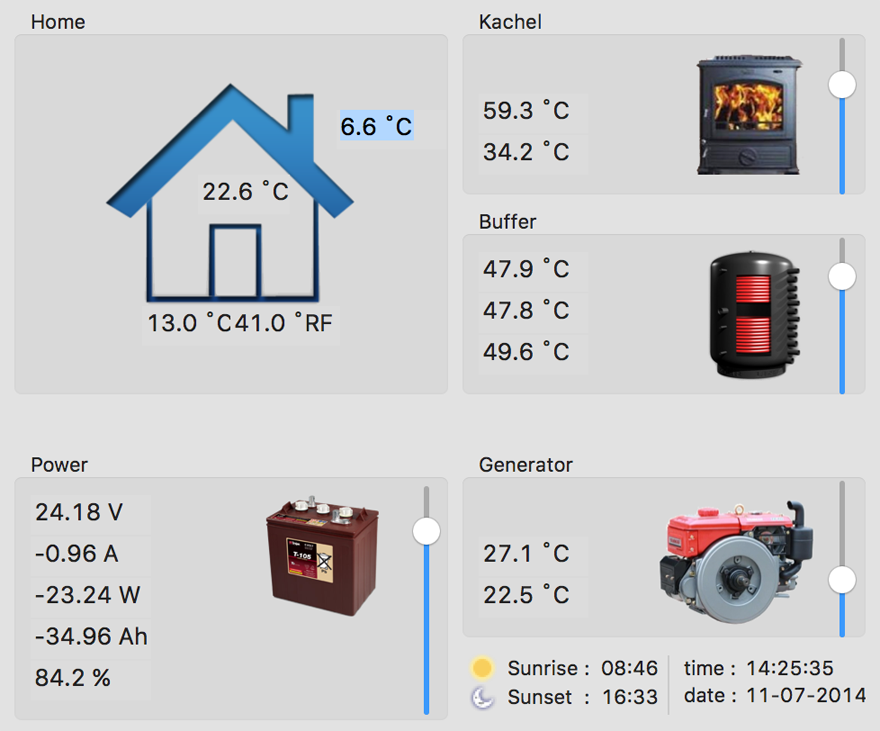 Home
6.6 °C
22.6 °C
13.0 °C 41.0 °RF
Kachel
59.3 °C
34.2 °C
Buffer
47.9 °C
47.8 °C
49.6 °C
Power
24.18 V
-0.96 A
-23.24 W
-34.96 Ah
84.2 %
T-105
Generator
27.1 °C
22.5 °C
Sunrise : 08:46
Sunset : 16:33
time : 14:25:35
date : 11-07-2014